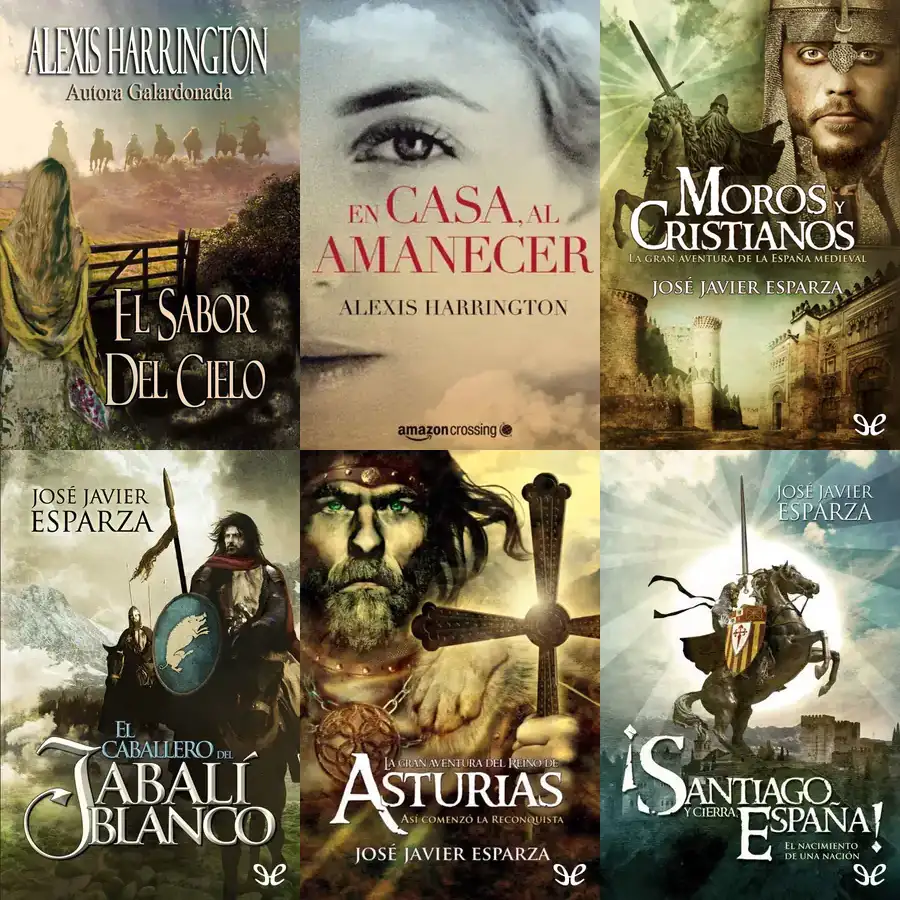 ALEXIS HARRINGTON
Autora Galardonada
EL SABOR
DEL CIELO
EN CASA, AL
AMANECER
ALEXIS HARRINGTON
amazoncrossing
MOROS Y
CRISTIANOS
LA GRAN AVENTURA DE LA ESPAÑA MEDIEVAL
JOSÉ JAVIER ESPARZA
JOSÉ JAVIER
ESPARZA
EL
CABALLERO DEL
JABALÍ
BLANCO
LA GRAN AVENTURA DEL REINO DE
ASTURIAS
ASÍ COMENZÓ LA RECONQUISTA
JOSÉ JAVIER ESPARZA
JOSÉ JAVIER
ESPARZA
¡SANTIAGO
Y CIERRA,
ESPAÑA!
EL NACIMIENTO
DE UNA NACIÓN